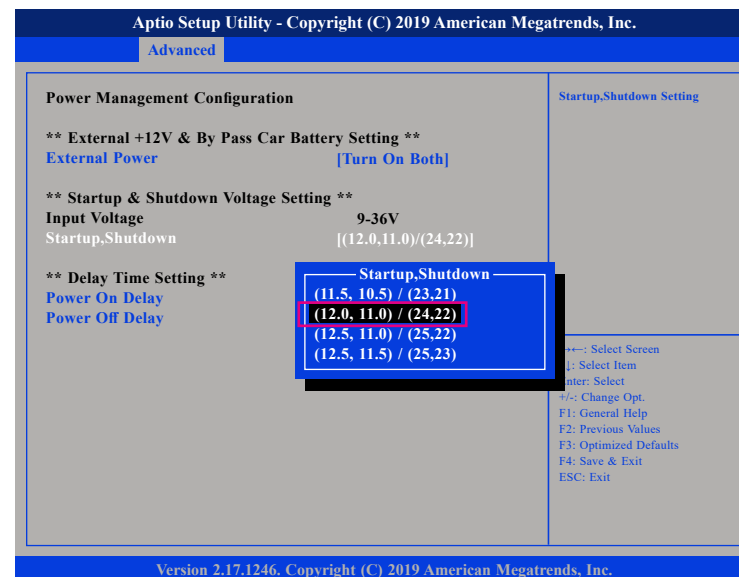 Aptio Setup Utility - Copyright (C) 2019 American Megatrends, Inc.
Advanced
Power Management Configuration
** External +12V & By Pass Car Battery Setting **
External Power [Turn On Both]
** Startup & Shutdown Voltage Setting **
Input Voltage 9-36V
Startup,Shutdown [(12.0,11.0)/(24,22)]
** Delay Time Setting **
Power On Delay
Power Off Delay
Startup,Shutdown
(11.5, 10.5) / (23,21)
(12.0, 11.0) / (24,22)
(12.5, 11.0) / (25,22)
(12.5, 11.5) / (25,23)
Startup,Shutdown Setting
→←: Select Screen
↓: Select Item
: Select
+/-: Change Opt.
F1: General Help
F2: Previous Values
F3: Optimized Defaults
F4: Save & Exit
ESC: Exit
Version 2.17.1246. Copyright (C) 2019 American Megatrends, Inc.